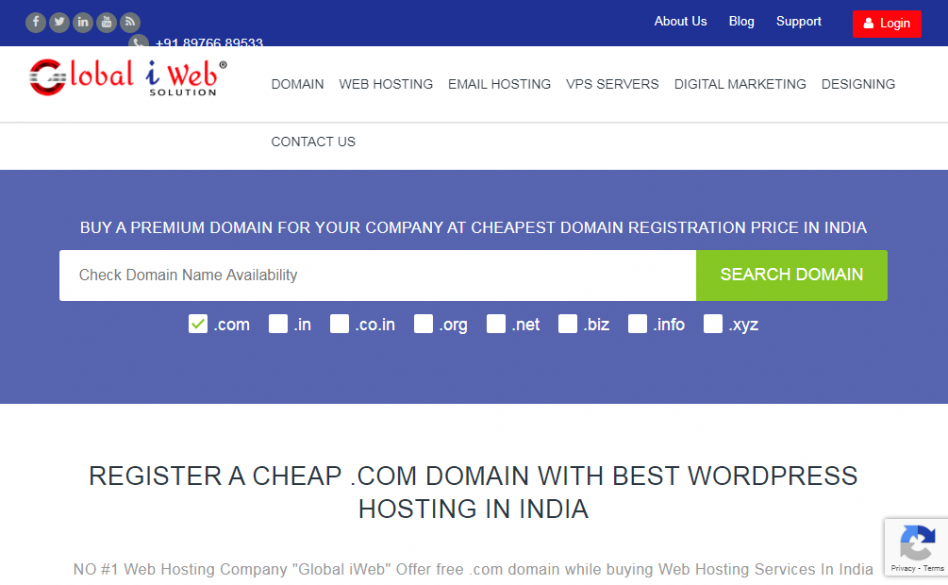 About Us Blog Support Login
+91 89766 89533
Global i Web®
SOLUTION
DOMAIN WEB HOSTING EMAIL HOSTING VPS SERVERS DIGITAL MARKETING DESIGNING
CONTACT US
BUY A PREMIUM DOMAIN FOR YOUR COMPANY AT CHEAPEST DOMAIN REGISTRATION PRICE IN INDIA
Check Domain Name Availability SEARCH DOMAIN
.com .in .co.in .org .net .biz .info .xyz
REGISTER A CHEAP .COM DOMAIN WITH BEST WORDPRESS
HOSTING IN INDIA
NO #1 Web Hosting Company "Global iWeb" Offer free .com domain while buying Web Hosting Services In India
Privacy - Terms